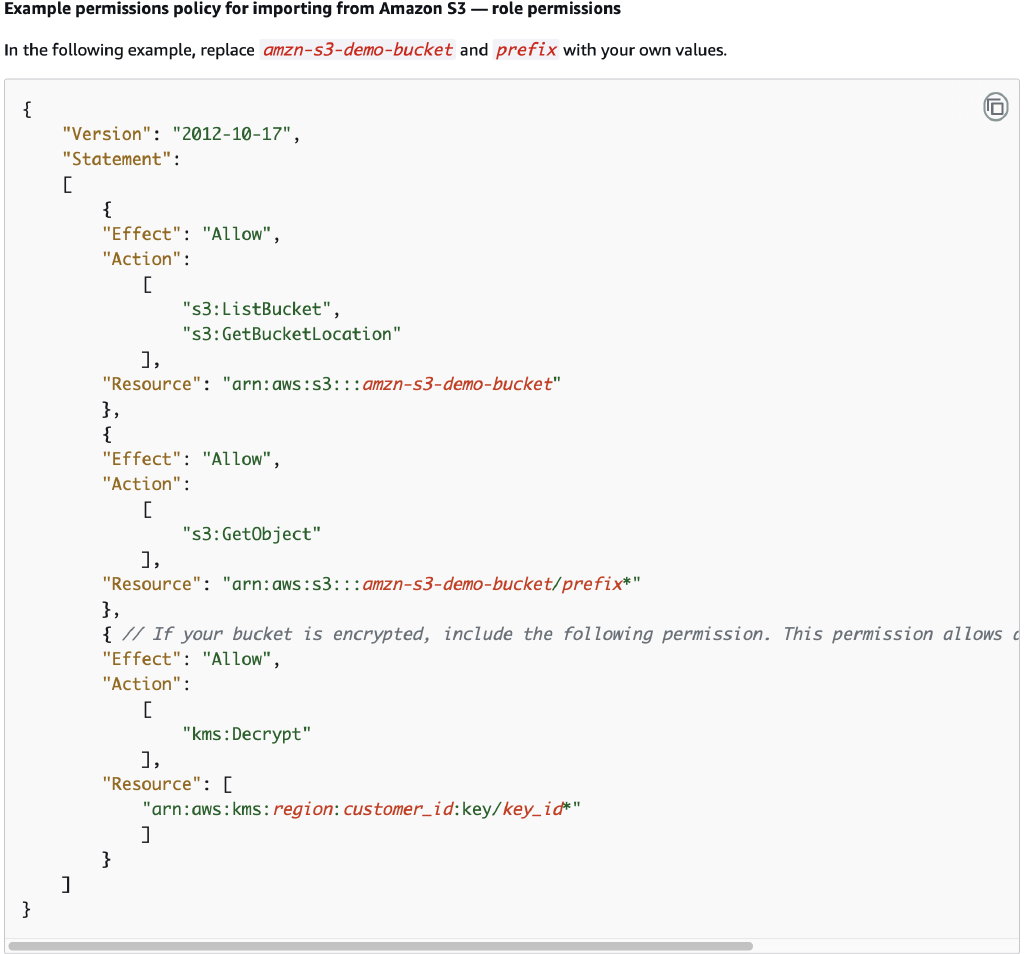 Example permissions policy for importing from Amazon S3 — role permissions
In the following example, replace amzn-s3-demo-bucket and prefix with your own values.
{
    "Version": "2012-10-17",
    "Statement":
    [
        {
        "Effect": "Allow",
        "Action":
            [
                "s3:ListBucket",
                "s3:GetBucketLocation"
            ],
        "Resource": "arn:aws:s3:::amzn-s3-demo-bucket"
        },
        {
        "Effect": "Allow",
        "Action":
            [
                "s3:GetObject"
            ],
        "Resource": "arn:aws:s3:::amzn-s3-demo-bucket/prefix*"
        },
        { // If your bucket is encrypted, include the following permission. This permission allows
        "Effect": "Allow",
        "Action":
            [
                "kms:Decrypt"
            ],
        "Resource": [
            "arn:aws:kms:region:customer_id:key/key_id*"
            ]
        }
    ]
}